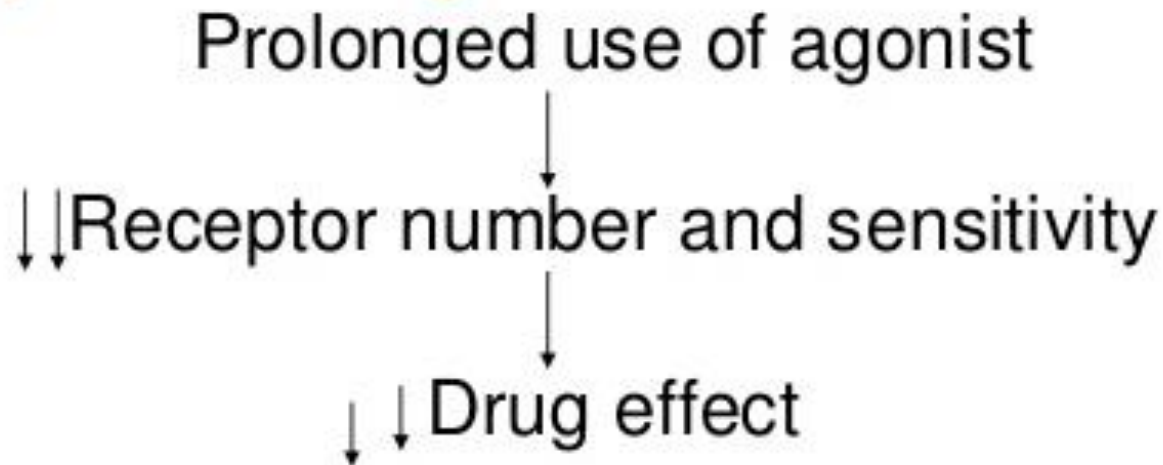 Prolonged use of agonist
↓↓Receptor number and sensitivity
↓↓Drug effect